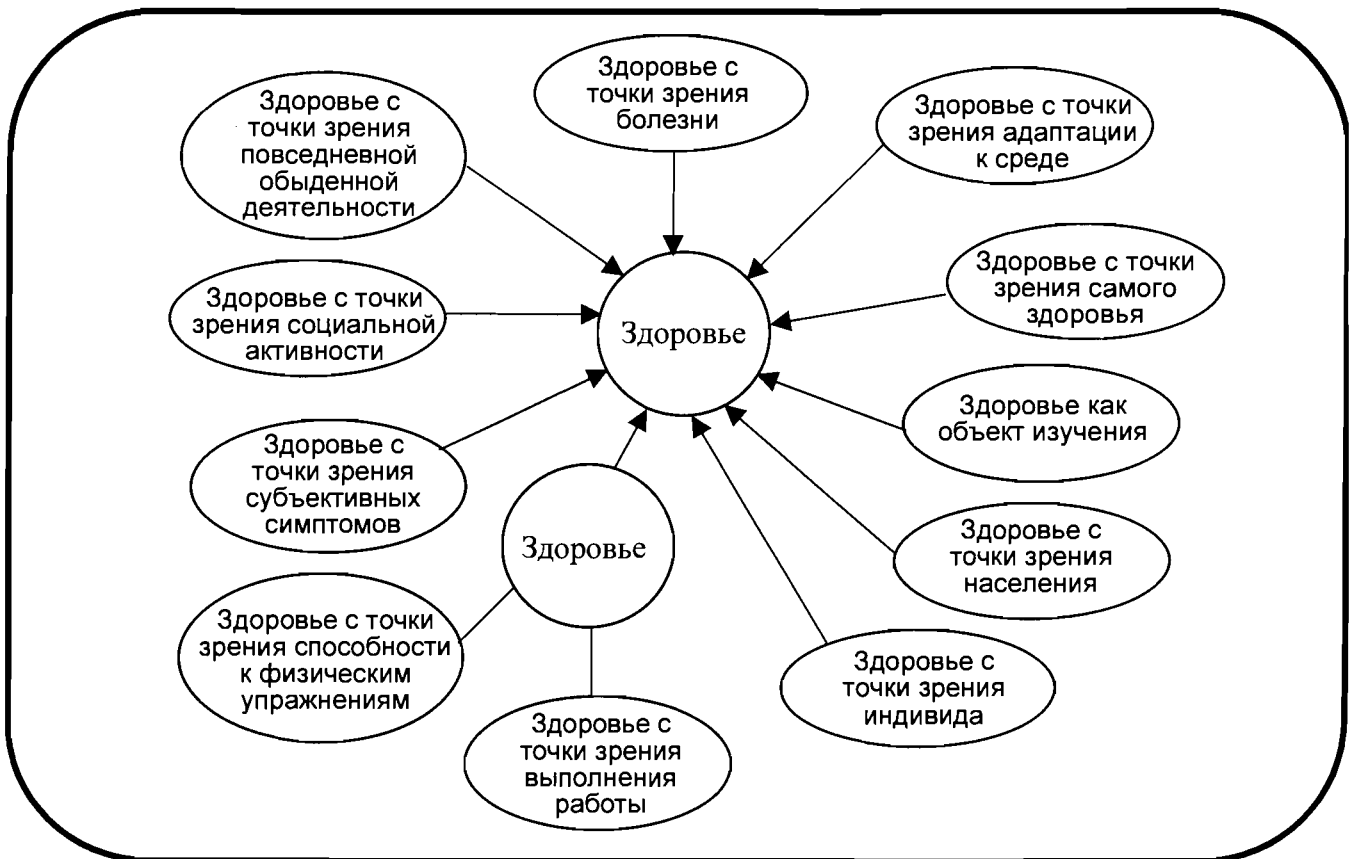 Здоровье с
точки зрения
болезни
Здоровье с
точки зрения
повседневной
обыденной
деятельности
Здоровье с точки
зрения адаптации
к среде
Здоровье с точки
зрения социальной
активности
Здоровье
Здоровье с точки
зрения самого
здоровья
Здоровье как
объект изучения
Здоровье с
точки зрения
субъективных
симптомов
Здоровье
Здоровье с
точки зрения
населения
Здоровье с точки
зрения способности
к физическим
упражнениям
Здоровье с
точки зрения
индивида
Здоровье с
точки зрения
выполнения
работы